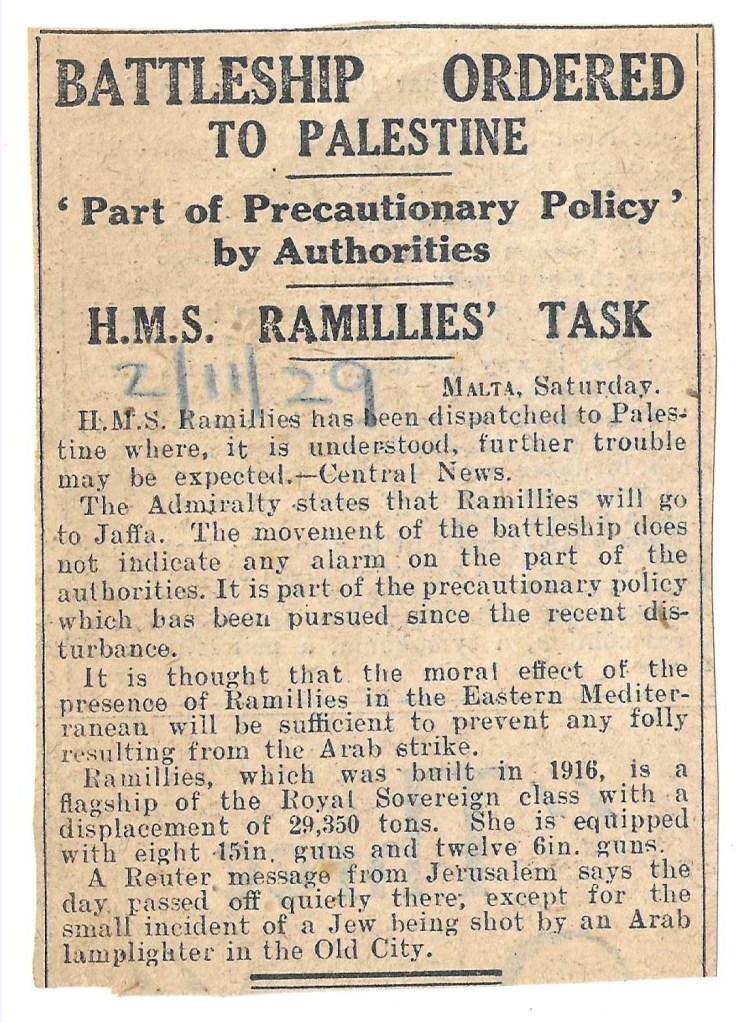 BATTLESHIP ORDERED
TO PALESTINE
‘Part of Precautionary Policy’
by Authorities
H.M.S. RAMILLIES’ TASK
2/11/29
MALTA, Saturday.
H.M.S. Ramillies has been dispatched to Pales-
tine where, it is understood, further trouble
may be expected.—Central News.
The Admiralty states that Ramillies will go
to Jaffa. The movement of the battleship does
not indicate any alarm on the part of the
authorities. It is part of the precautionary policy
which has been pursued since the recent dis-
turbance.
It is thought that the moral effect of the
presence of Ramillies in the Eastern Mediter-
ranean will be sufficient to prevent any folly
resulting from the Arab strike.
Ramillies, which was built in 1916, is a
flagship of the Royal Sovereign class with a
displacement of 29,350 tons. She is equipped
with eight 15in. guns and twelve 6in. guns.
A Reuter message from Jerusalem says the
day passed off quietly there, except for the
small incident of a Jew being shot by an Arab
lamplighter in the Old City.